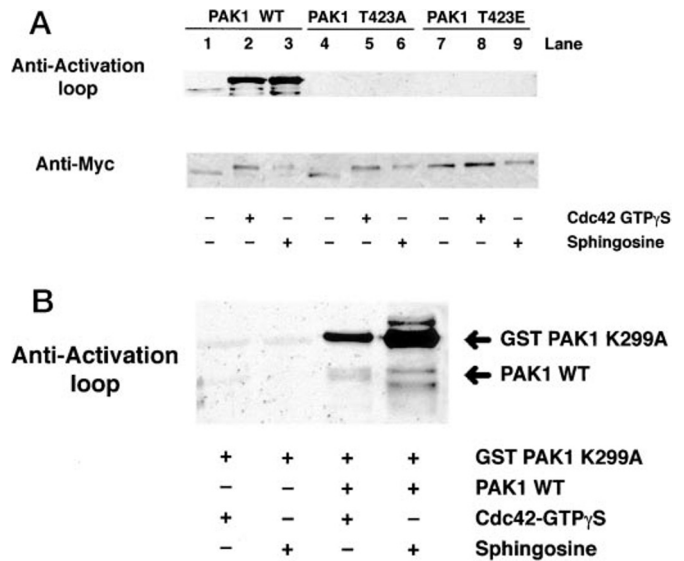 A
PAK1 WT PAK1 T423A PAK1 T423E
1 2 3 4 5 6 7 8 9 Lane
Anti-Activation
loop
Anti-Myc
– + – – + – – + – Cdc42 GTPγS
– – + – – + – – + Sphingosine
B
Anti-Activation
loop
GST PAK1 K299A
PAK1 WT
+ + + + GST PAK1 K299A
– – + + PAK1 WT
+ – + – Cdc42-GTPγS
– + – + Sphingosine